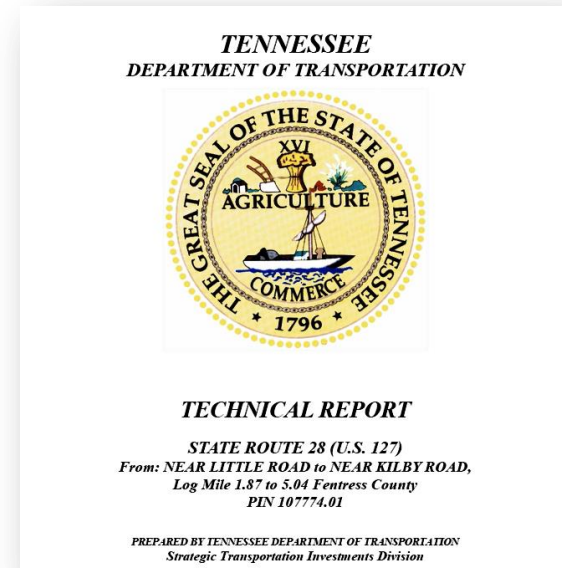 TENNESSEE
DEPARTMENT OF TRANSPORTATION
THE GREAT SEAL OF THE STATE OF TENNESSEE
XVI
AGRICULTURE
COMMERCE
1796
TECHNICAL REPORT
STATE ROUTE 28 (U.S. 127)
From: NEAR LITTLE ROAD to NEAR KILBY ROAD,
Log Mile 1.87 to 5.04 Fentress County
PIN 107774.01
PREPARED BY TENNESSEE DEPARTMENT OF TRANSPORTATION
Strategic Transportation Investments Division